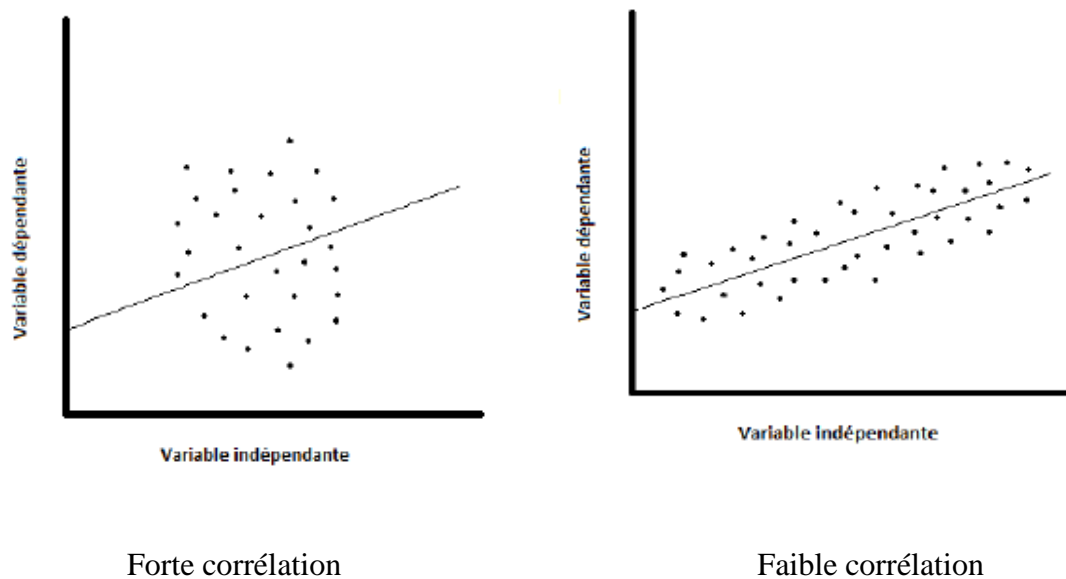 Variable dépendante
Variable indépendante
Variable dépendante
Variable indépendante
Forte corrélation
Faible corrélation